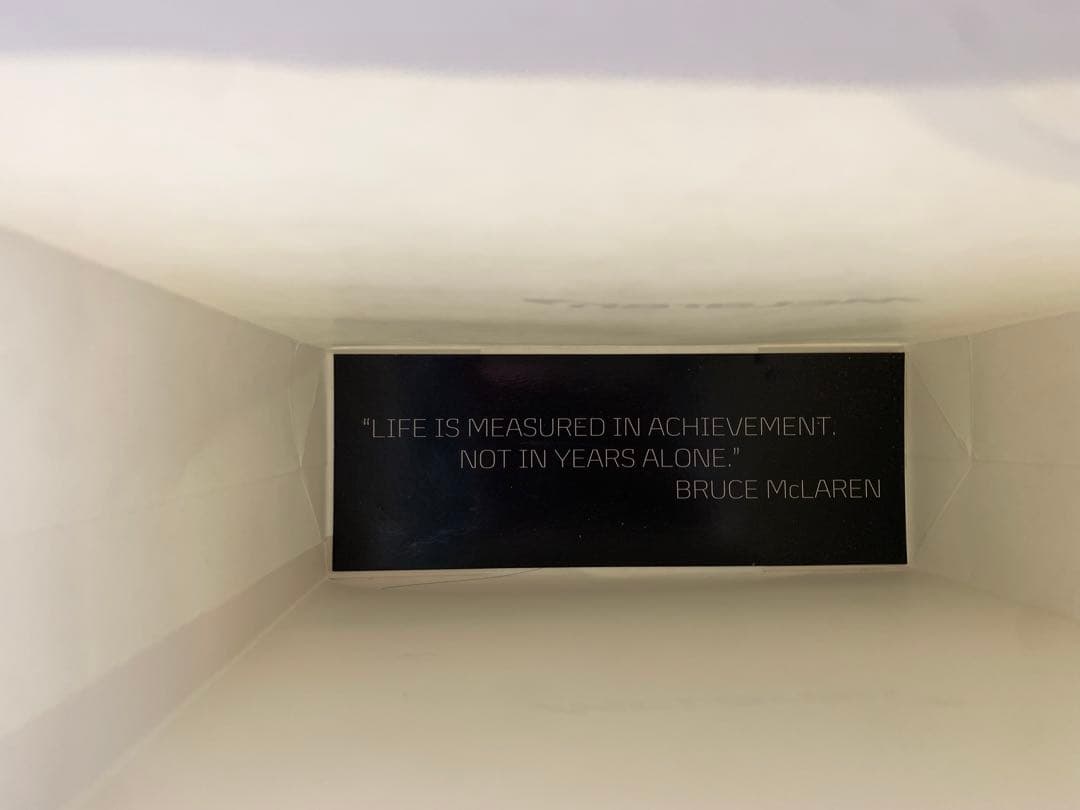 “LIFE IS MEASURED IN ACHIEVEMENT,
NOT IN YEARS ALONE.”
BRUCE McLAREN